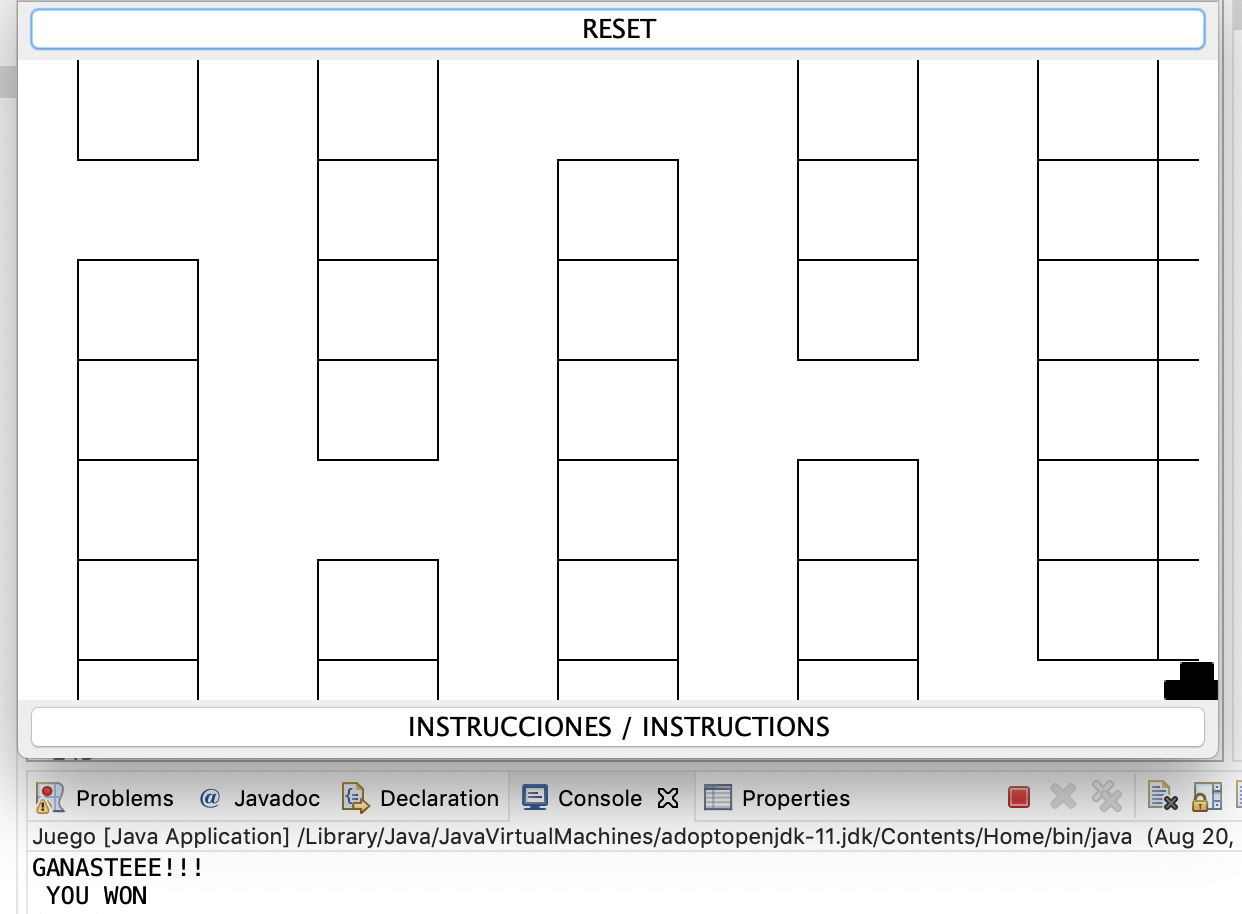 RESET
INSTRUCCIONES / INSTRUCTIONS
Problems @ Javadoc Declaration Console Properties
Juego [Java Application] /Library/Java/JavaVirtualMachines/adoptopenjdk-11.jdk/Contents/Home/bin/java (Aug 20,
GANASTEEE!!!
YOU WON